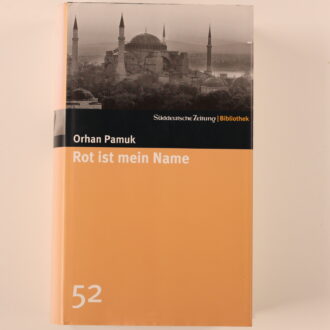 Süddeutsche Zeitung | Bibliothek
Orhan Pamuk
Rot ist mein Name
52